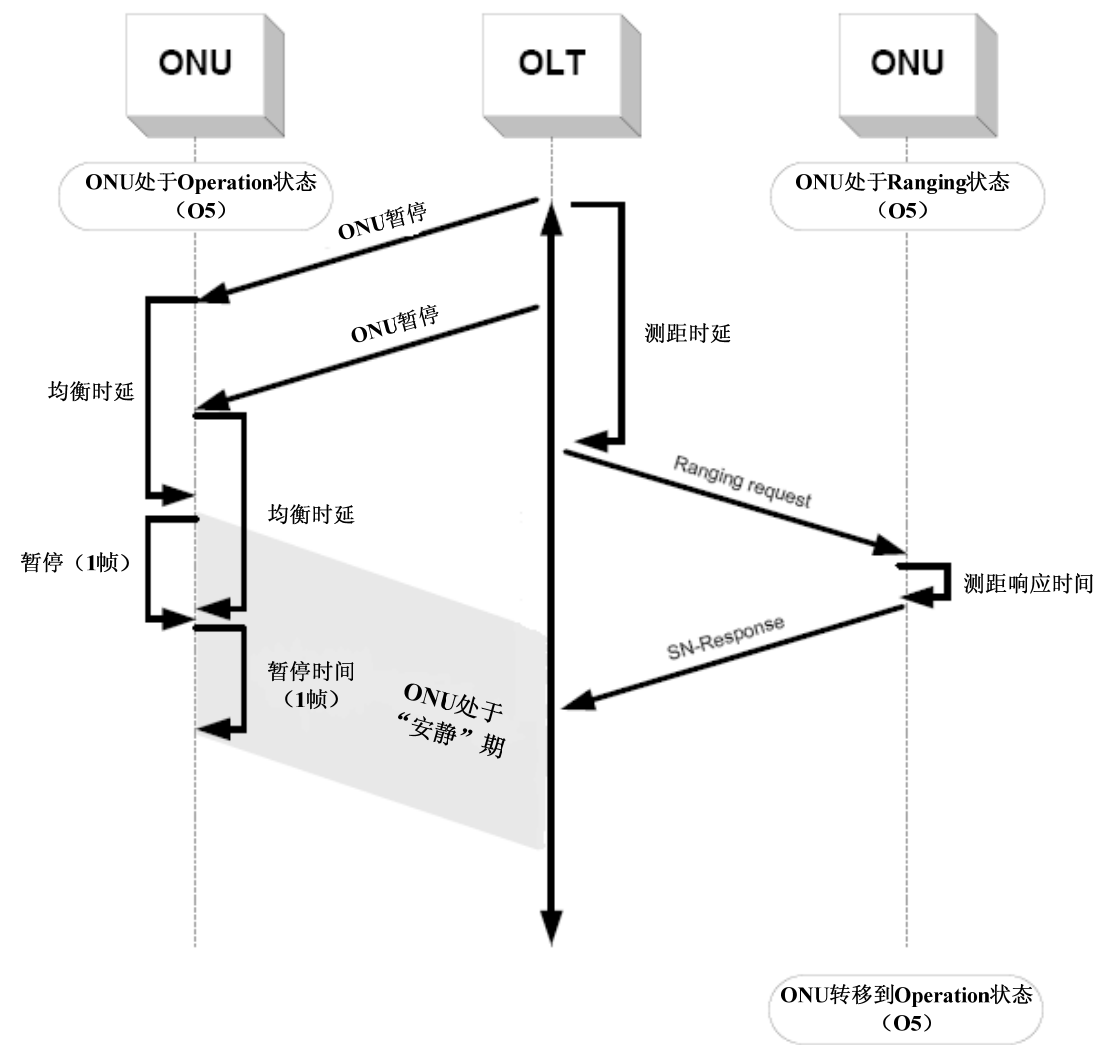 ONU
OLT
ONU
ONU处于Operation状态
（O5）
ONU处于Ranging状态
（O5）
ONU暂停
ONU暂停
测距时延
均衡时延
Ranging request
均衡时延
暂停（1帧）
测距响应时间
SN-Response
暂停时间
（1帧）
ONU处于
“安静”期
ONU转移到Operation状态
（O5）